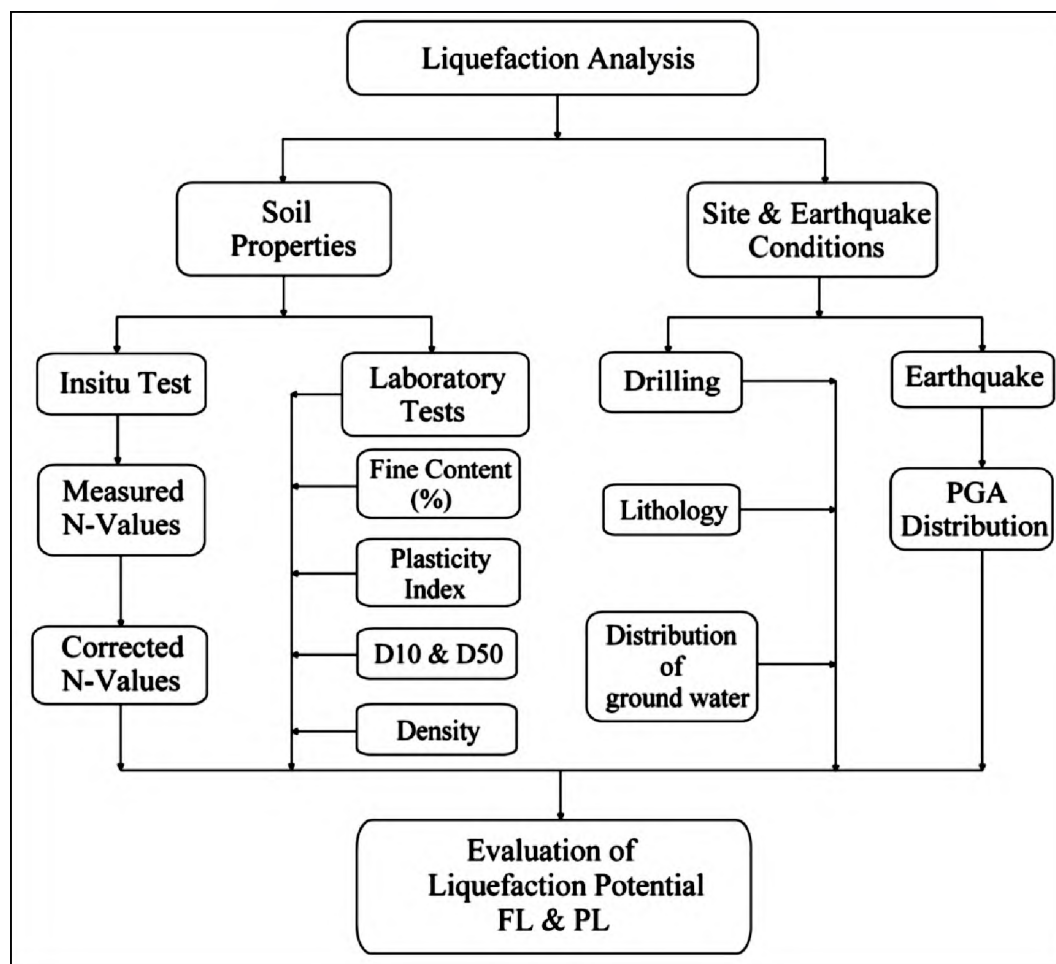 Liquefaction Analysis
Soil
Properties
Site & Earthquake
Conditions
Insitu Test
Laboratory
Tests
Drilling
Earthquake
Measured
N-Values
Fine Content
(%)
Lithology
PGA
Distribution
Plasticity
Index
Corrected
N-Values
D10 & D50
Distribution
of
ground water
Density
Evaluation of
Liquefaction Potential
FL & PL